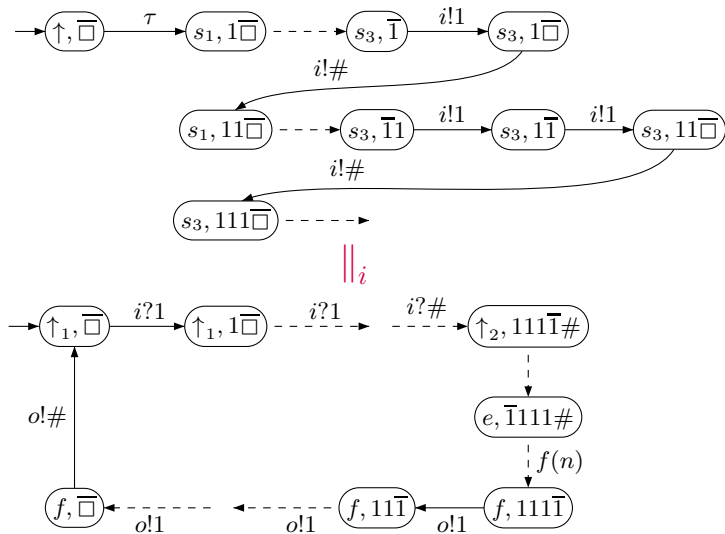 τ i!1
↑, □̅ s₁, 1□̅ s₃, 1̅ s₃, 1□̅
i!#
i!1 i!1
s₁, 11□̅ s₃, 1̅1 s₃, 11̅ s₃, 11□̅
i!#
s₃, 111□̅
‖ᵢ
i?1 i?1 i?#
↑₁, □̅ ↑₁, 1□̅ ↑₂, 1111̅#
o!# e, 1̅111#
f(n)
f, □̅ f, 111̅ f, 1111̅
o!1 o!1 o!1